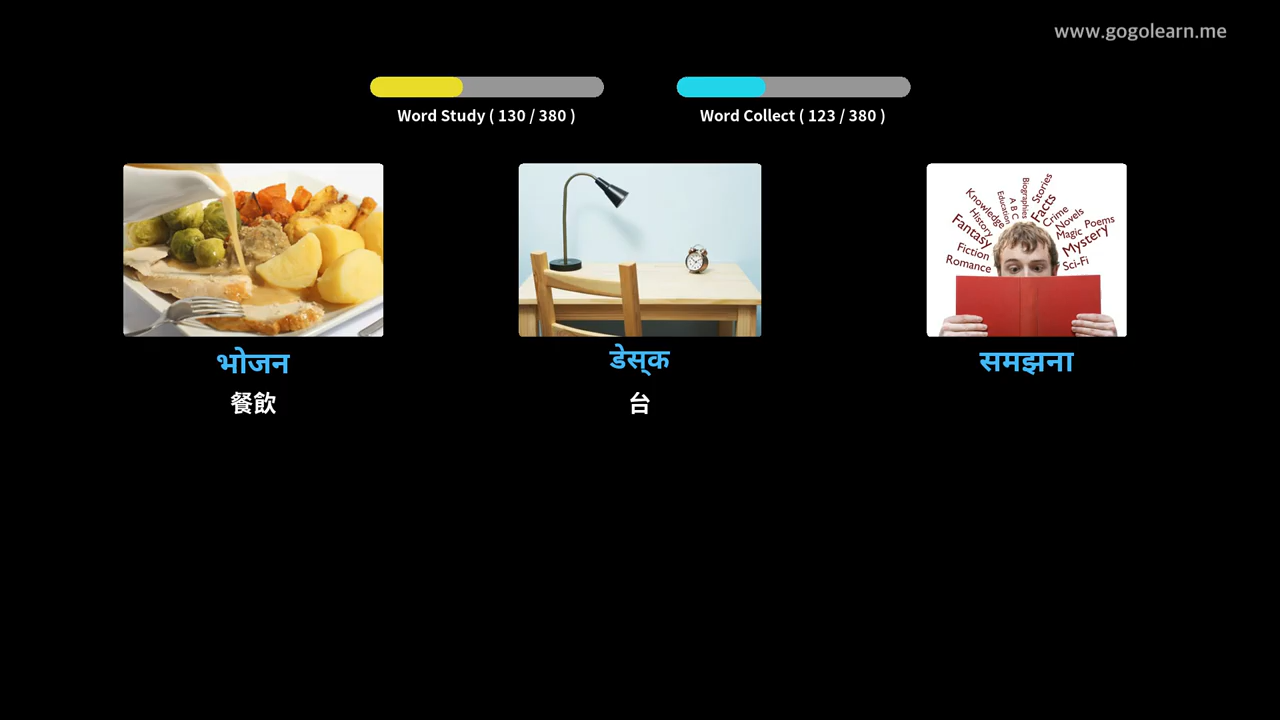 www.gogolearn.me
Word Study ( 130 / 380 )
Word Collect ( 123 / 380 )
Stories
Biographies
Facts
Education
A B C
Crime
Knowledge
Novels
History
Magic
Poems
Fantasy
Mystery
Fiction
Romance
Sci-Fi
भोजन
डेस्क
समझना
餐飲
台